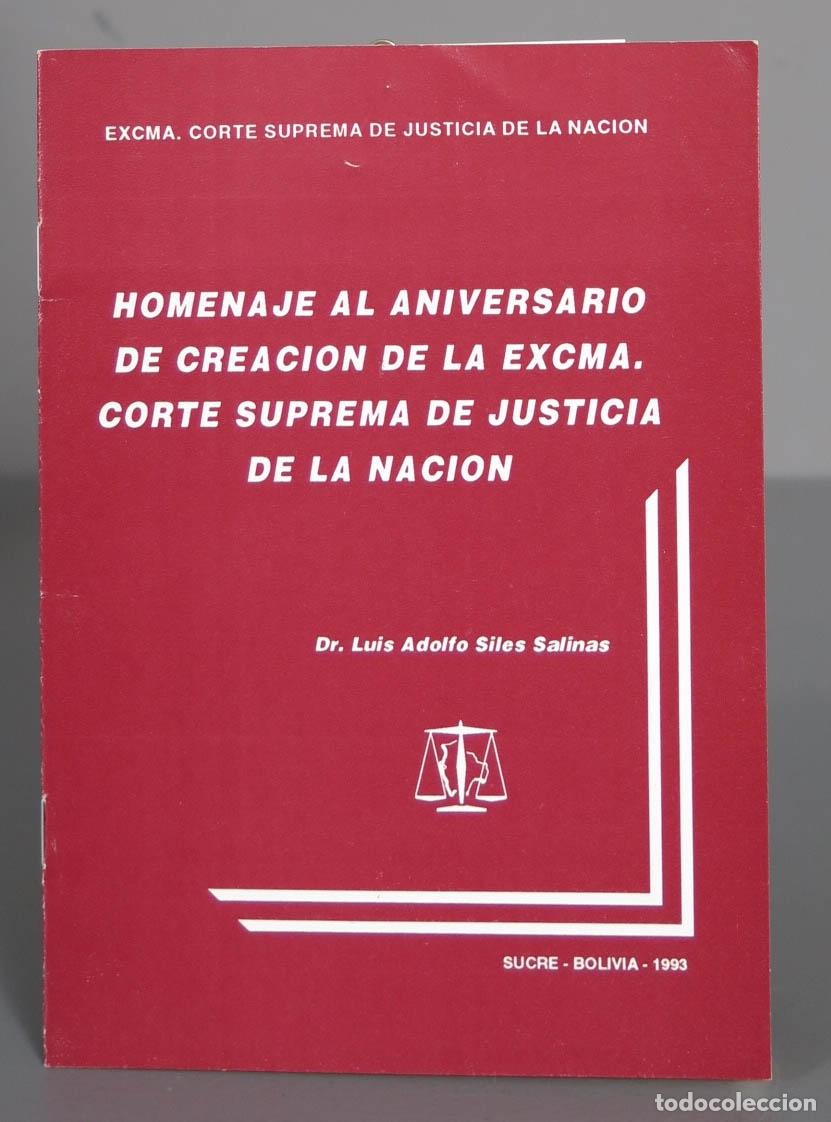 EXCMA. CORTE SUPREMA DE JUSTICIA DE LA NACION
HOMENAJE AL ANIVERSARIO
DE CREACION DE LA EXCMA.
CORTE SUPREMA DE JUSTICIA
DE LA NACION
Dr. Luis Adolfo Siles Salinas
SUCRE - BOLIVIA - 1993
todocoleccion